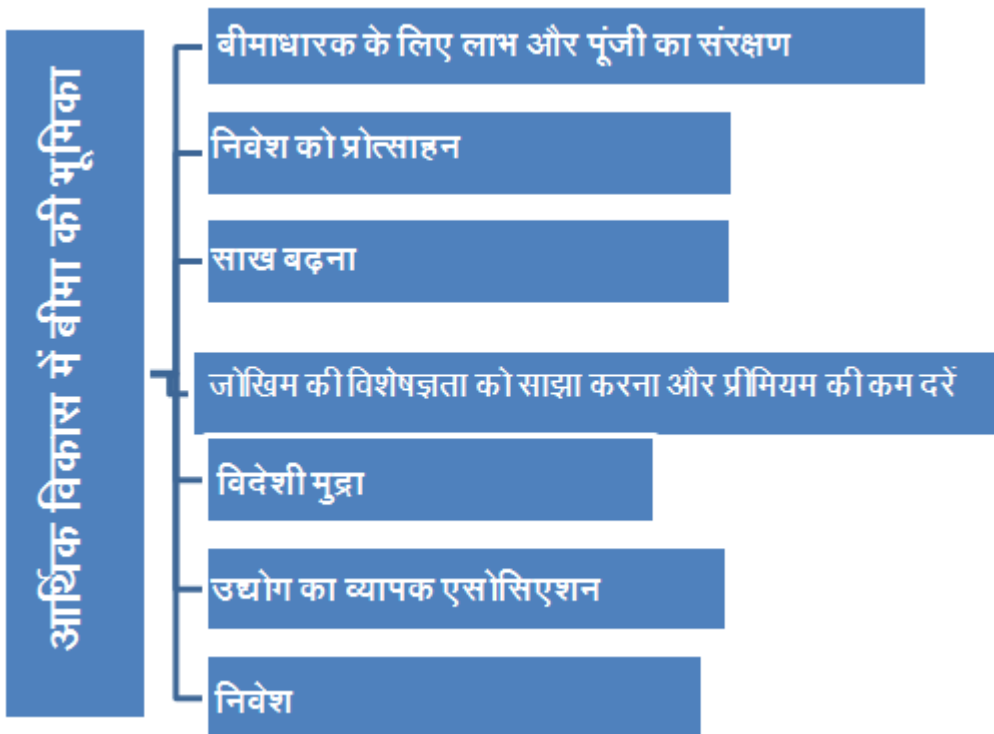 आर्थिक विकास में बीमा की भूमिका
बीमाधारक के लिए लाभ और पूंजी का संरक्षण
निवेश को प्रोत्साहन
साख बढ़ना
जोखिम की विशेषज्ञता को साझा करना और प्रीमियम की कम दरें
विदेशी मुद्रा
उद्योग का व्यापक एसोसिएशन
निवेश